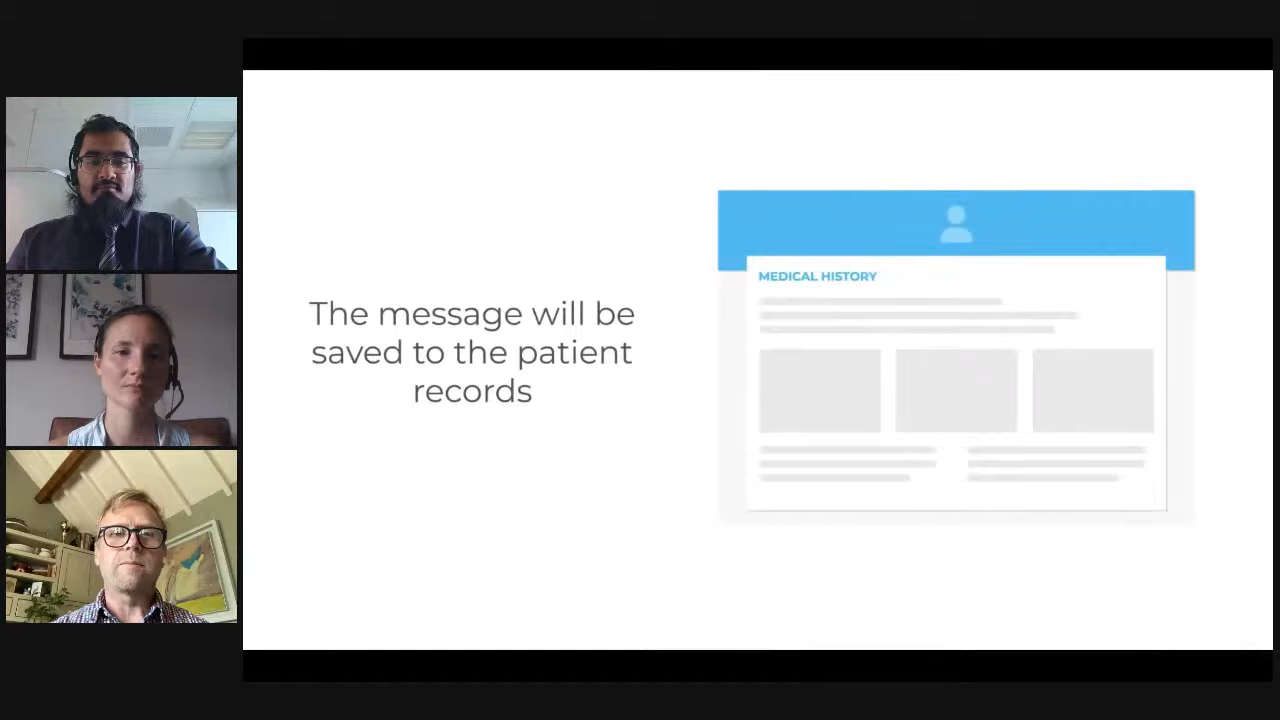 The message will be
saved to the patient
records
MEDICAL HISTORY